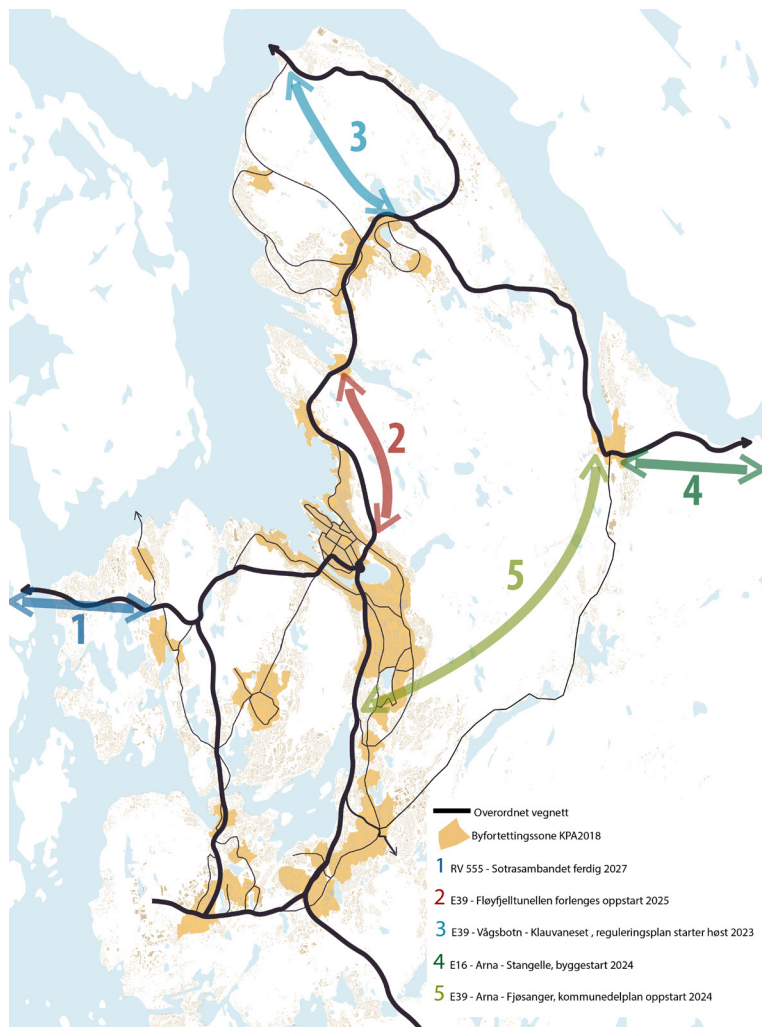 3
2
4
5
1
Overordnet vegnett
Byfortettingssone KPA2018
1 RV 555 - Sotrasambandet ferdig 2027
2 E39 - Fløyfjelltunellen forlenges oppstart 2025
3 E39 - Vågsbotn - Klauvaneset , reguleringsplan starter høst 2023
4 E16 - Arna - Stangelle, byggestart 2024
5 E39 - Arna - Fjøsanger, kommunedelplan oppstart 2024